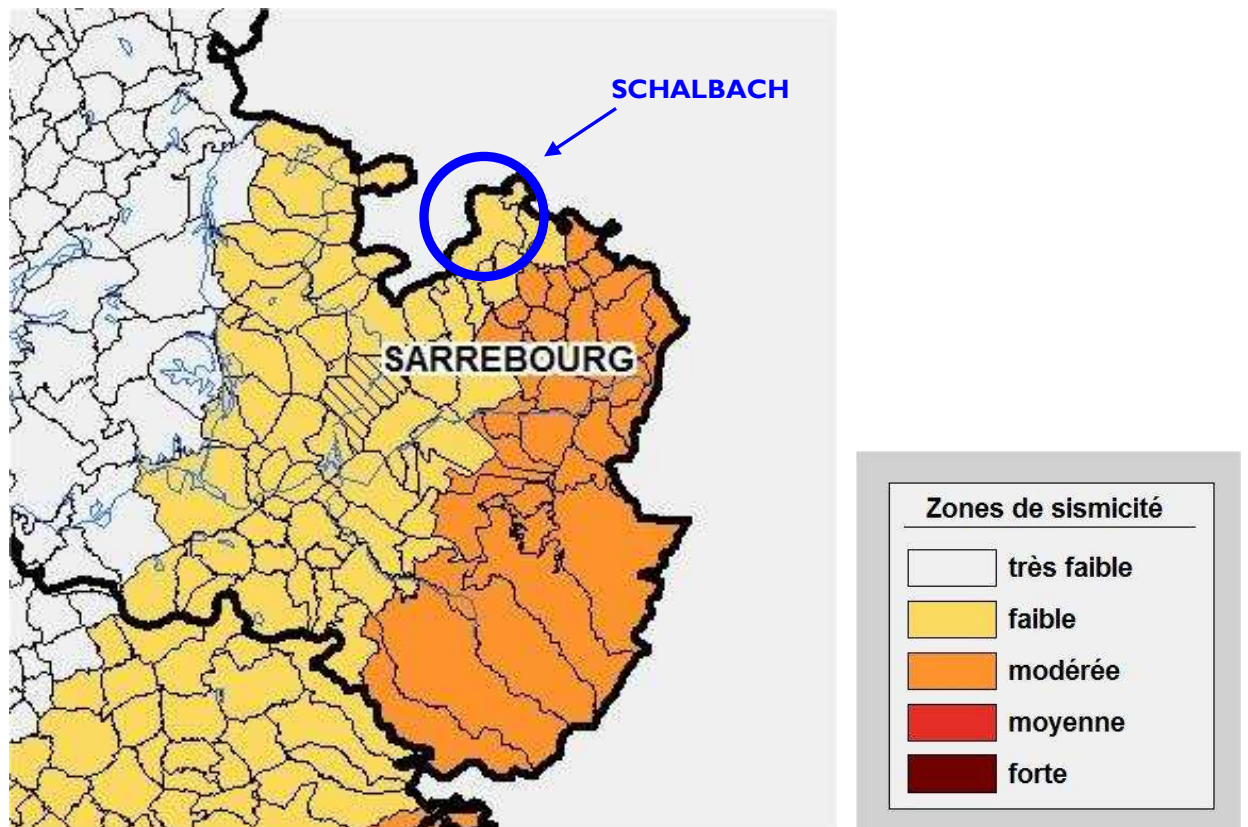 SCHALBACH
SARREBOURG
Zones de sismicité
très faible
faible
modérée
moyenne
forte